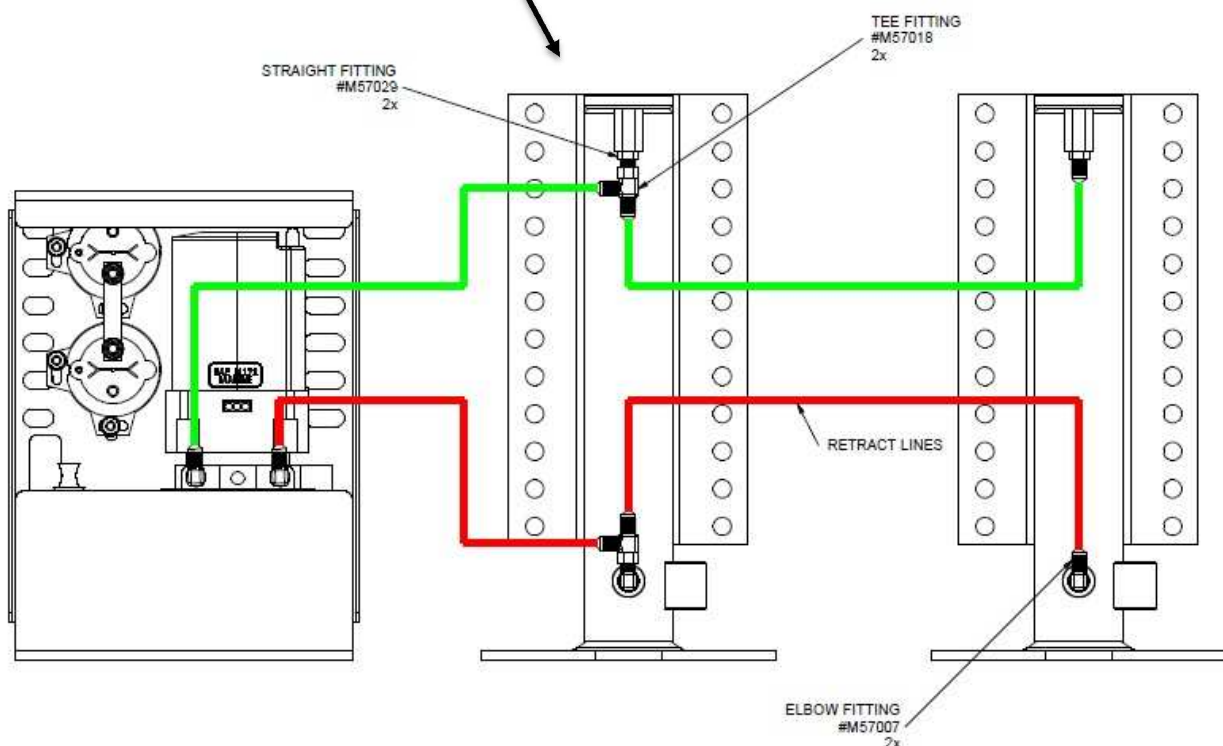 TEE FITTING
#M57018
2x
STRAIGHT FITTING
#M57029
2x
RETRACT LINES
ELBOW FITTING
#M57007
2x